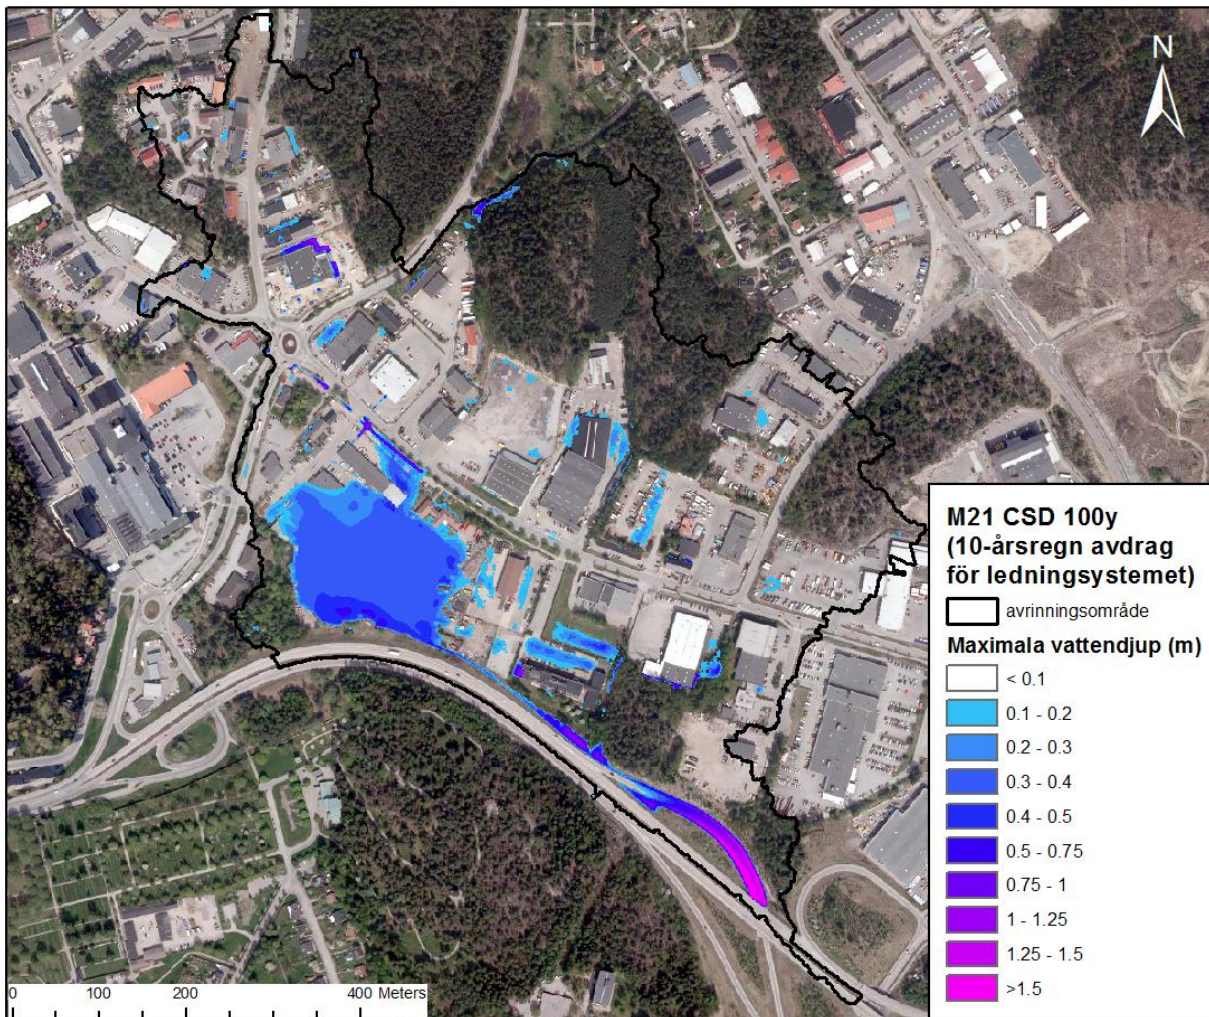 N
M21 CSD 100y
(10-årsregn avdrag
för ledningsystemet)
avrinningsområde
Maximala vattendjup (m)
< 0.1
0.1 - 0.2
0.2 - 0.3
0.3 - 0.4
0.4 - 0.5
0.5 - 0.75
0.75 - 1
1 - 1.25
1.25 - 1.5
>1.5
0 100 200 400 Meters